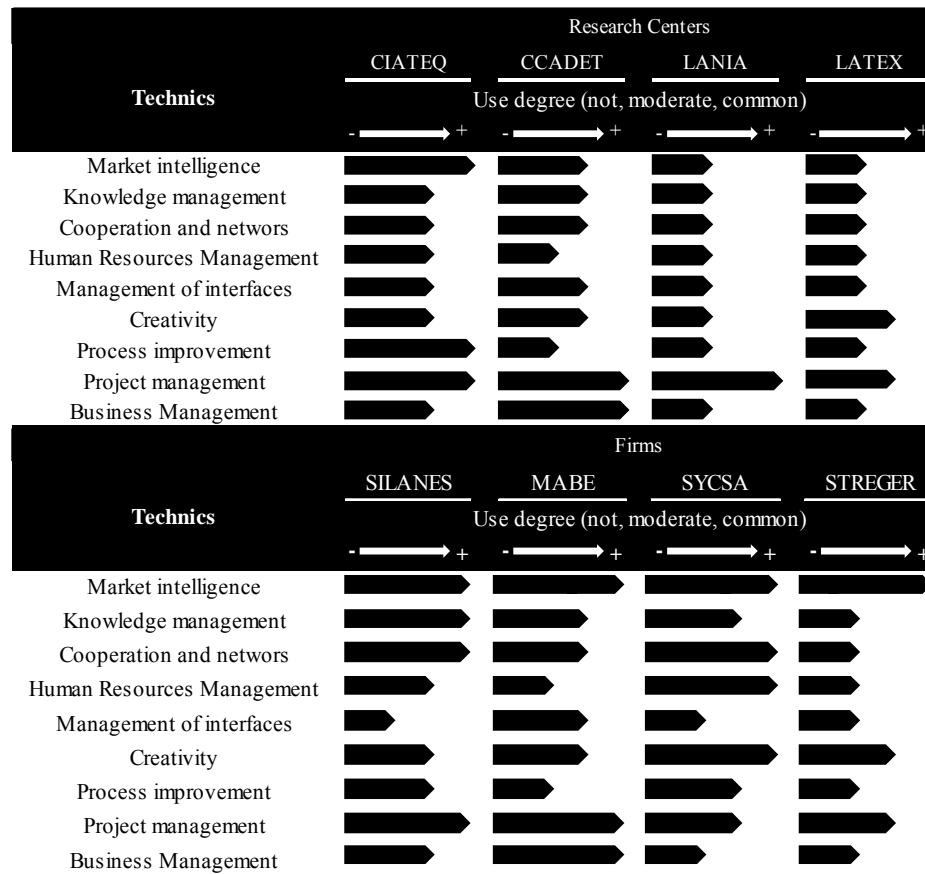 Research Centers
CIATEQ CCADET LANIA LATEX
Technics
Use degree (not, moderate, common)
- + - + - + - +
Market intelligence
Knowledge management
Cooperation and networs
Human Resources Management
Management of interfaces
Creativity
Process improvement
Project management
Business Management
Firms
SILANES MABE SYCSA STREGER
Technics
Use degree (not, moderate, common)
- + - + - + - +
Market intelligence
Knowledge management
Cooperation and networs
Human Resources Management
Management of interfaces
Creativity
Process improvement
Project management
Business Management